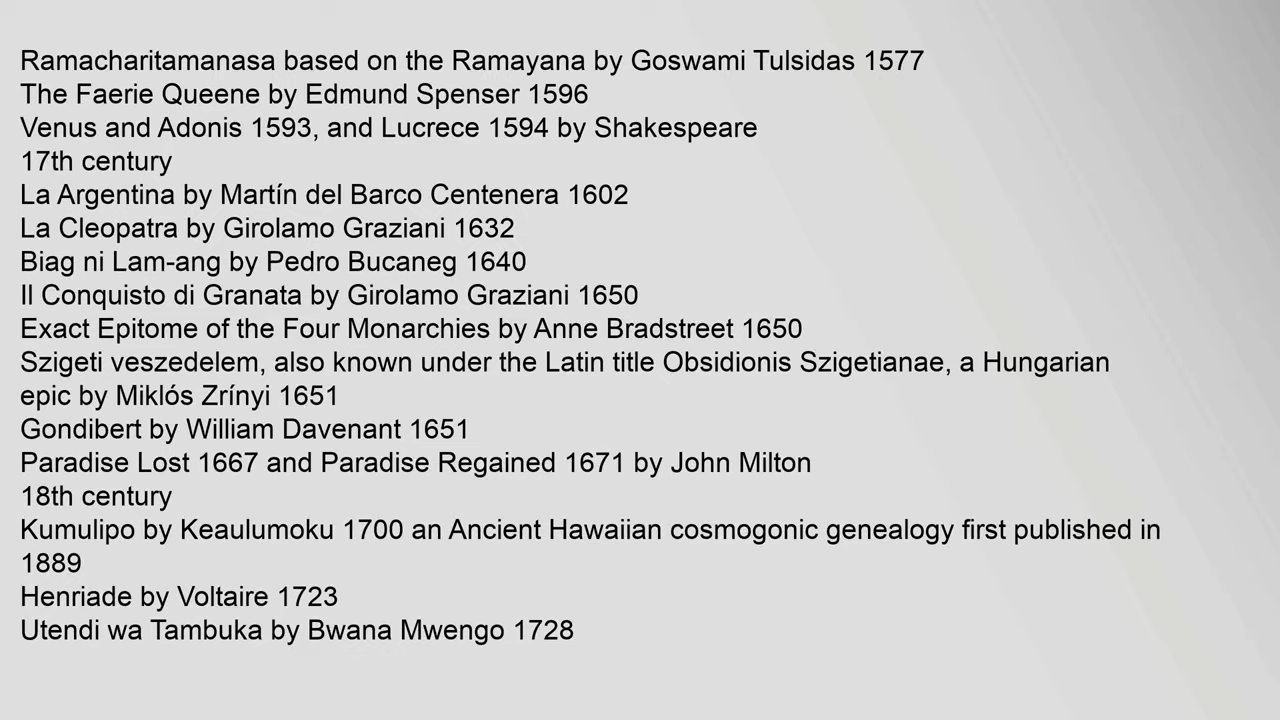 Ramacharitamanasa based on the Ramayana by Goswami Tulsidas 1577
The Faerie Queene by Edmund Spenser 1596
Venus and Adonis 1593, and Lucrece 1594 by Shakespeare
17th century
La Argentina by Martín del Barco Centenera 1602
La Cleopatra by Girolamo Graziani 1632
Biag ni Lam-ang by Pedro Bucaneg 1640
Il Conquisto di Granata by Girolamo Graziani 1650
Exact Epitome of the Four Monarchies by Anne Bradstreet 1650
Szigeti veszedelem, also known under the Latin title Obsidionis Szigetianae, a Hungarian
epic by Miklós Zrínyi 1651
Gondibert by William Davenant 1651
Paradise Lost 1667 and Paradise Regained 1671 by John Milton
18th century
Kumulipo by Keaulumoku 1700 an Ancient Hawaiian cosmogonic genealogy first published in
1889
Henriade by Voltaire 1723
Utendi wa Tambuka by Bwana Mwengo 1728